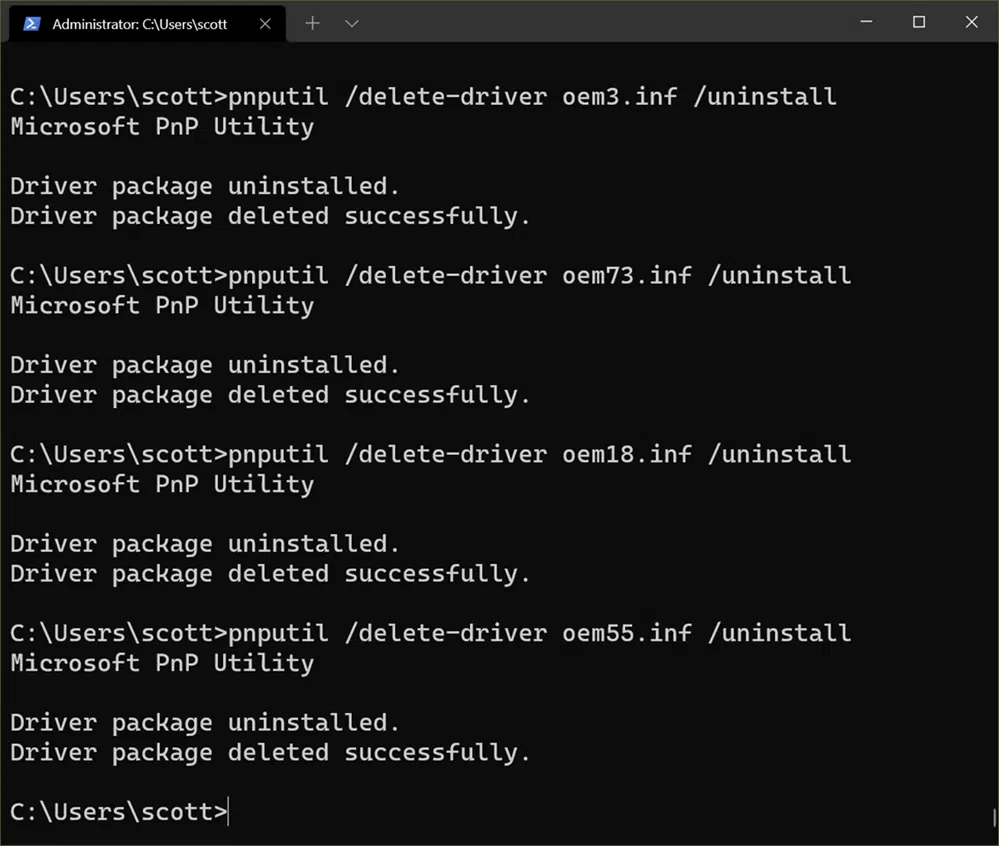 Administrator: C:\Users\scott
C:\Users\scott>pnputil /delete-driver oem3.inf /uninstall
Microsoft PnP Utility
Driver package uninstalled.
Driver package deleted successfully.
C:\Users\scott>pnputil /delete-driver oem73.inf /uninstall
Microsoft PnP Utility
Driver package uninstalled.
Driver package deleted successfully.
C:\Users\scott>pnputil /delete-driver oem18.inf /uninstall
Microsoft PnP Utility
Driver package uninstalled.
Driver package deleted successfully.
C:\Users\scott>pnputil /delete-driver oem55.inf /uninstall
Microsoft PnP Utility
Driver package uninstalled.
Driver package deleted successfully.
C:\Users\scott>